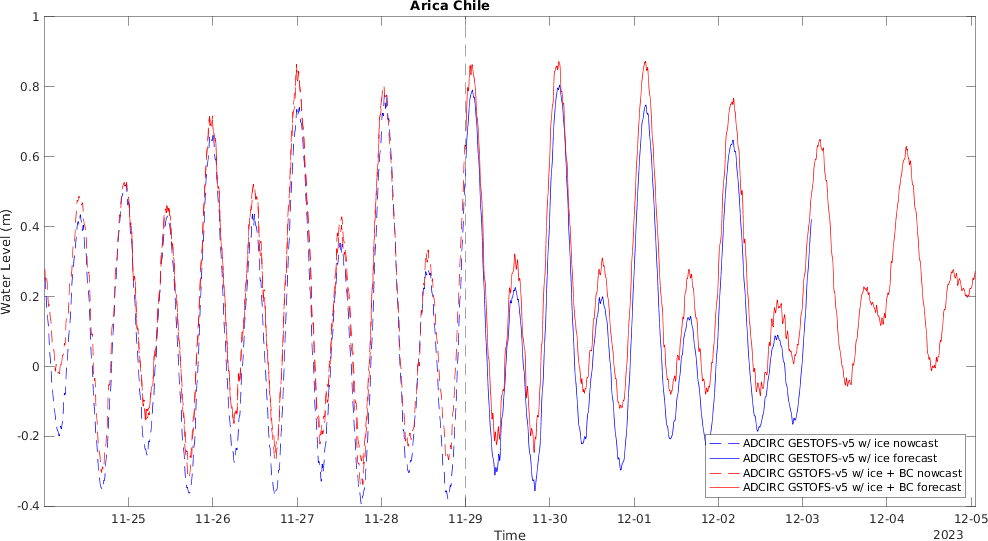 Arica Chile
Water Level (m)
1
0.8
0.6
0.4
0.2
0
-0.2
-0.4
11-25 11-26 11-27 11-28 11-29 11-30 12-01 12-02 12-03 12-04 12-05
Time
2023
ADCIRC GESTOFS-v5 w/ ice nowcast
ADCIRC GESTOFS-v5 w/ ice forecast
ADCIRC GSTOFS-v5 w/ ice + BC nowcast
ADCIRC GSTOFS-v5 w/ ice + BC forecast